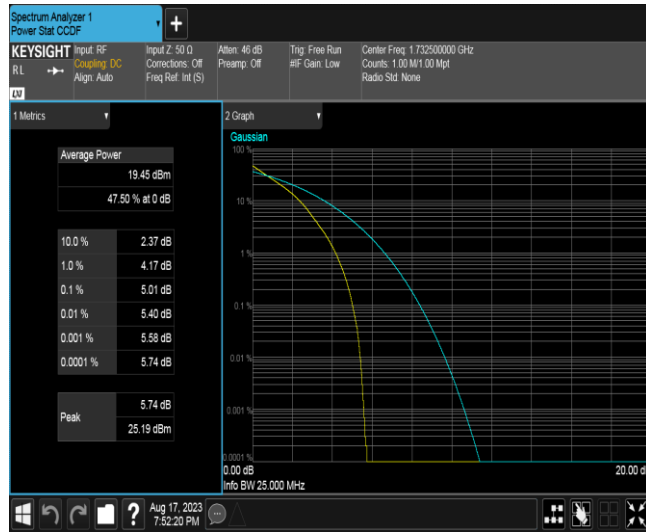 Spectrum Analyzer 1
Power Stat CCDF
+
KEYSIGHT
RL
LXI
Input: RF
Coupling: DC
Align: Auto
Input Z: 50 Ω
Corrections: Off
Freq Ref: Int (S)
Atten: 46 dB
Preamp: Off
Trig: Free Run
#IF Gain: Low
Center Freq: 1.732500000 GHz
Counts: 1.00 M/1.00 Mpt
Radio Std: None
1 Metrics
Average Power
19.45 dBm
47.50 % at 0 dB
10.0 % 2.37 dB
1.0 % 4.17 dB
0.1 % 5.01 dB
0.01 % 5.40 dB
0.001 % 5.58 dB
0.0001 % 5.74 dB
Peak
5.74 dB
25.19 dBm
2 Graph
Gaussian
100 %
10 %
1 %
0.1 %
0.01 %
0.001 %
0.0001 %
0.00 dB
20.00 d
Info BW 25.000 MHz
?
Aug 17, 2023
7:52:20 PM